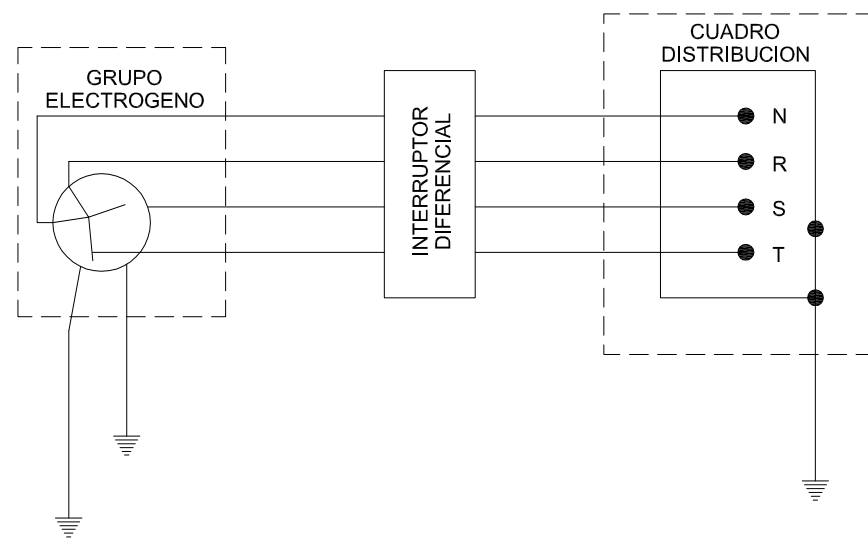 GRUPO
ELECTROGENO
INTERRUPTOR
DIFERENCIAL
CUADRO
DISTRIBUCION
N
R
S
T